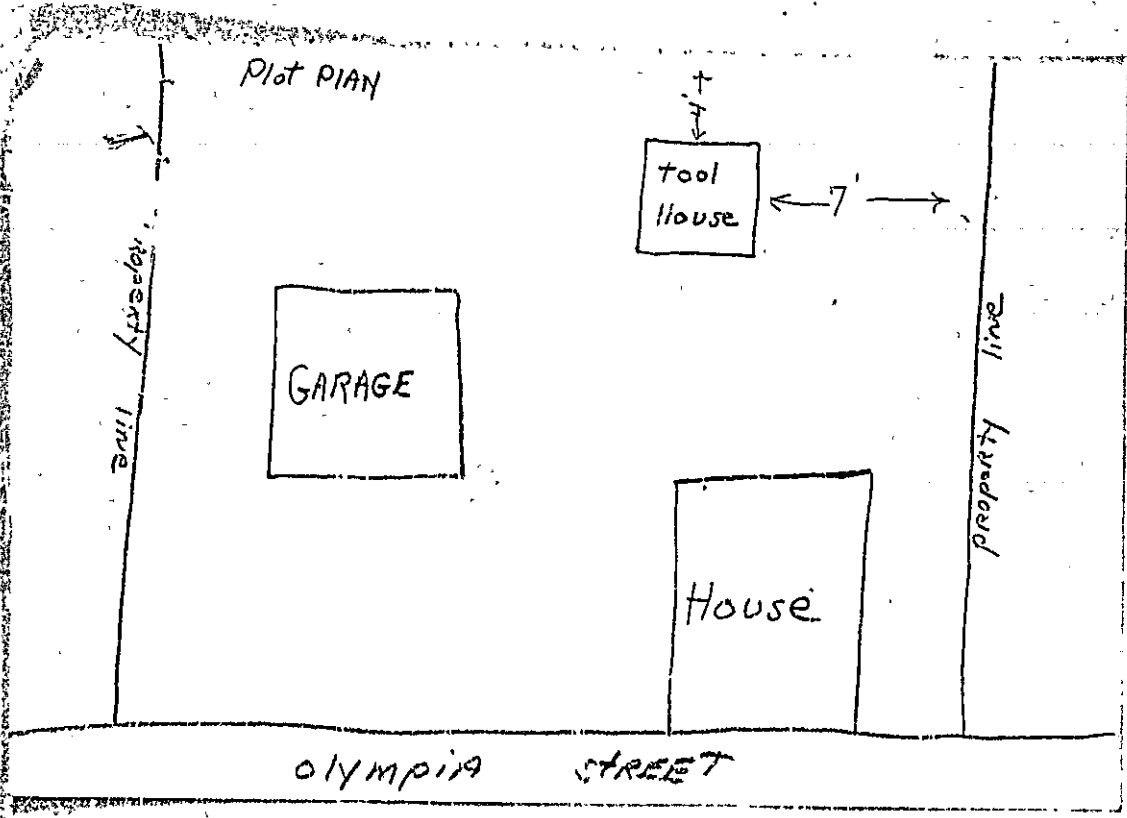 Plot PLAN
4'+
tool
House
7'
property line
GARAGE
property line
House
OLYMPIA STREET